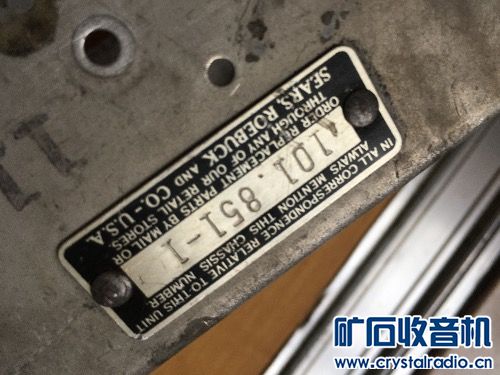 IN ALL CORRESPONDENCE RELATIVE TO THIS UNIT
ALWAYS MENTION THIS CHASSIS NUMBER.
101.851-1
ORDER REPLACEMENT PARTS BY MAIL OR
THROUGH ANY OF OUR RETAIL STORES.
SEARS, ROEBUCK AND CO.-U.S.A.
11
矿石收音机
www.crystalradio.cn